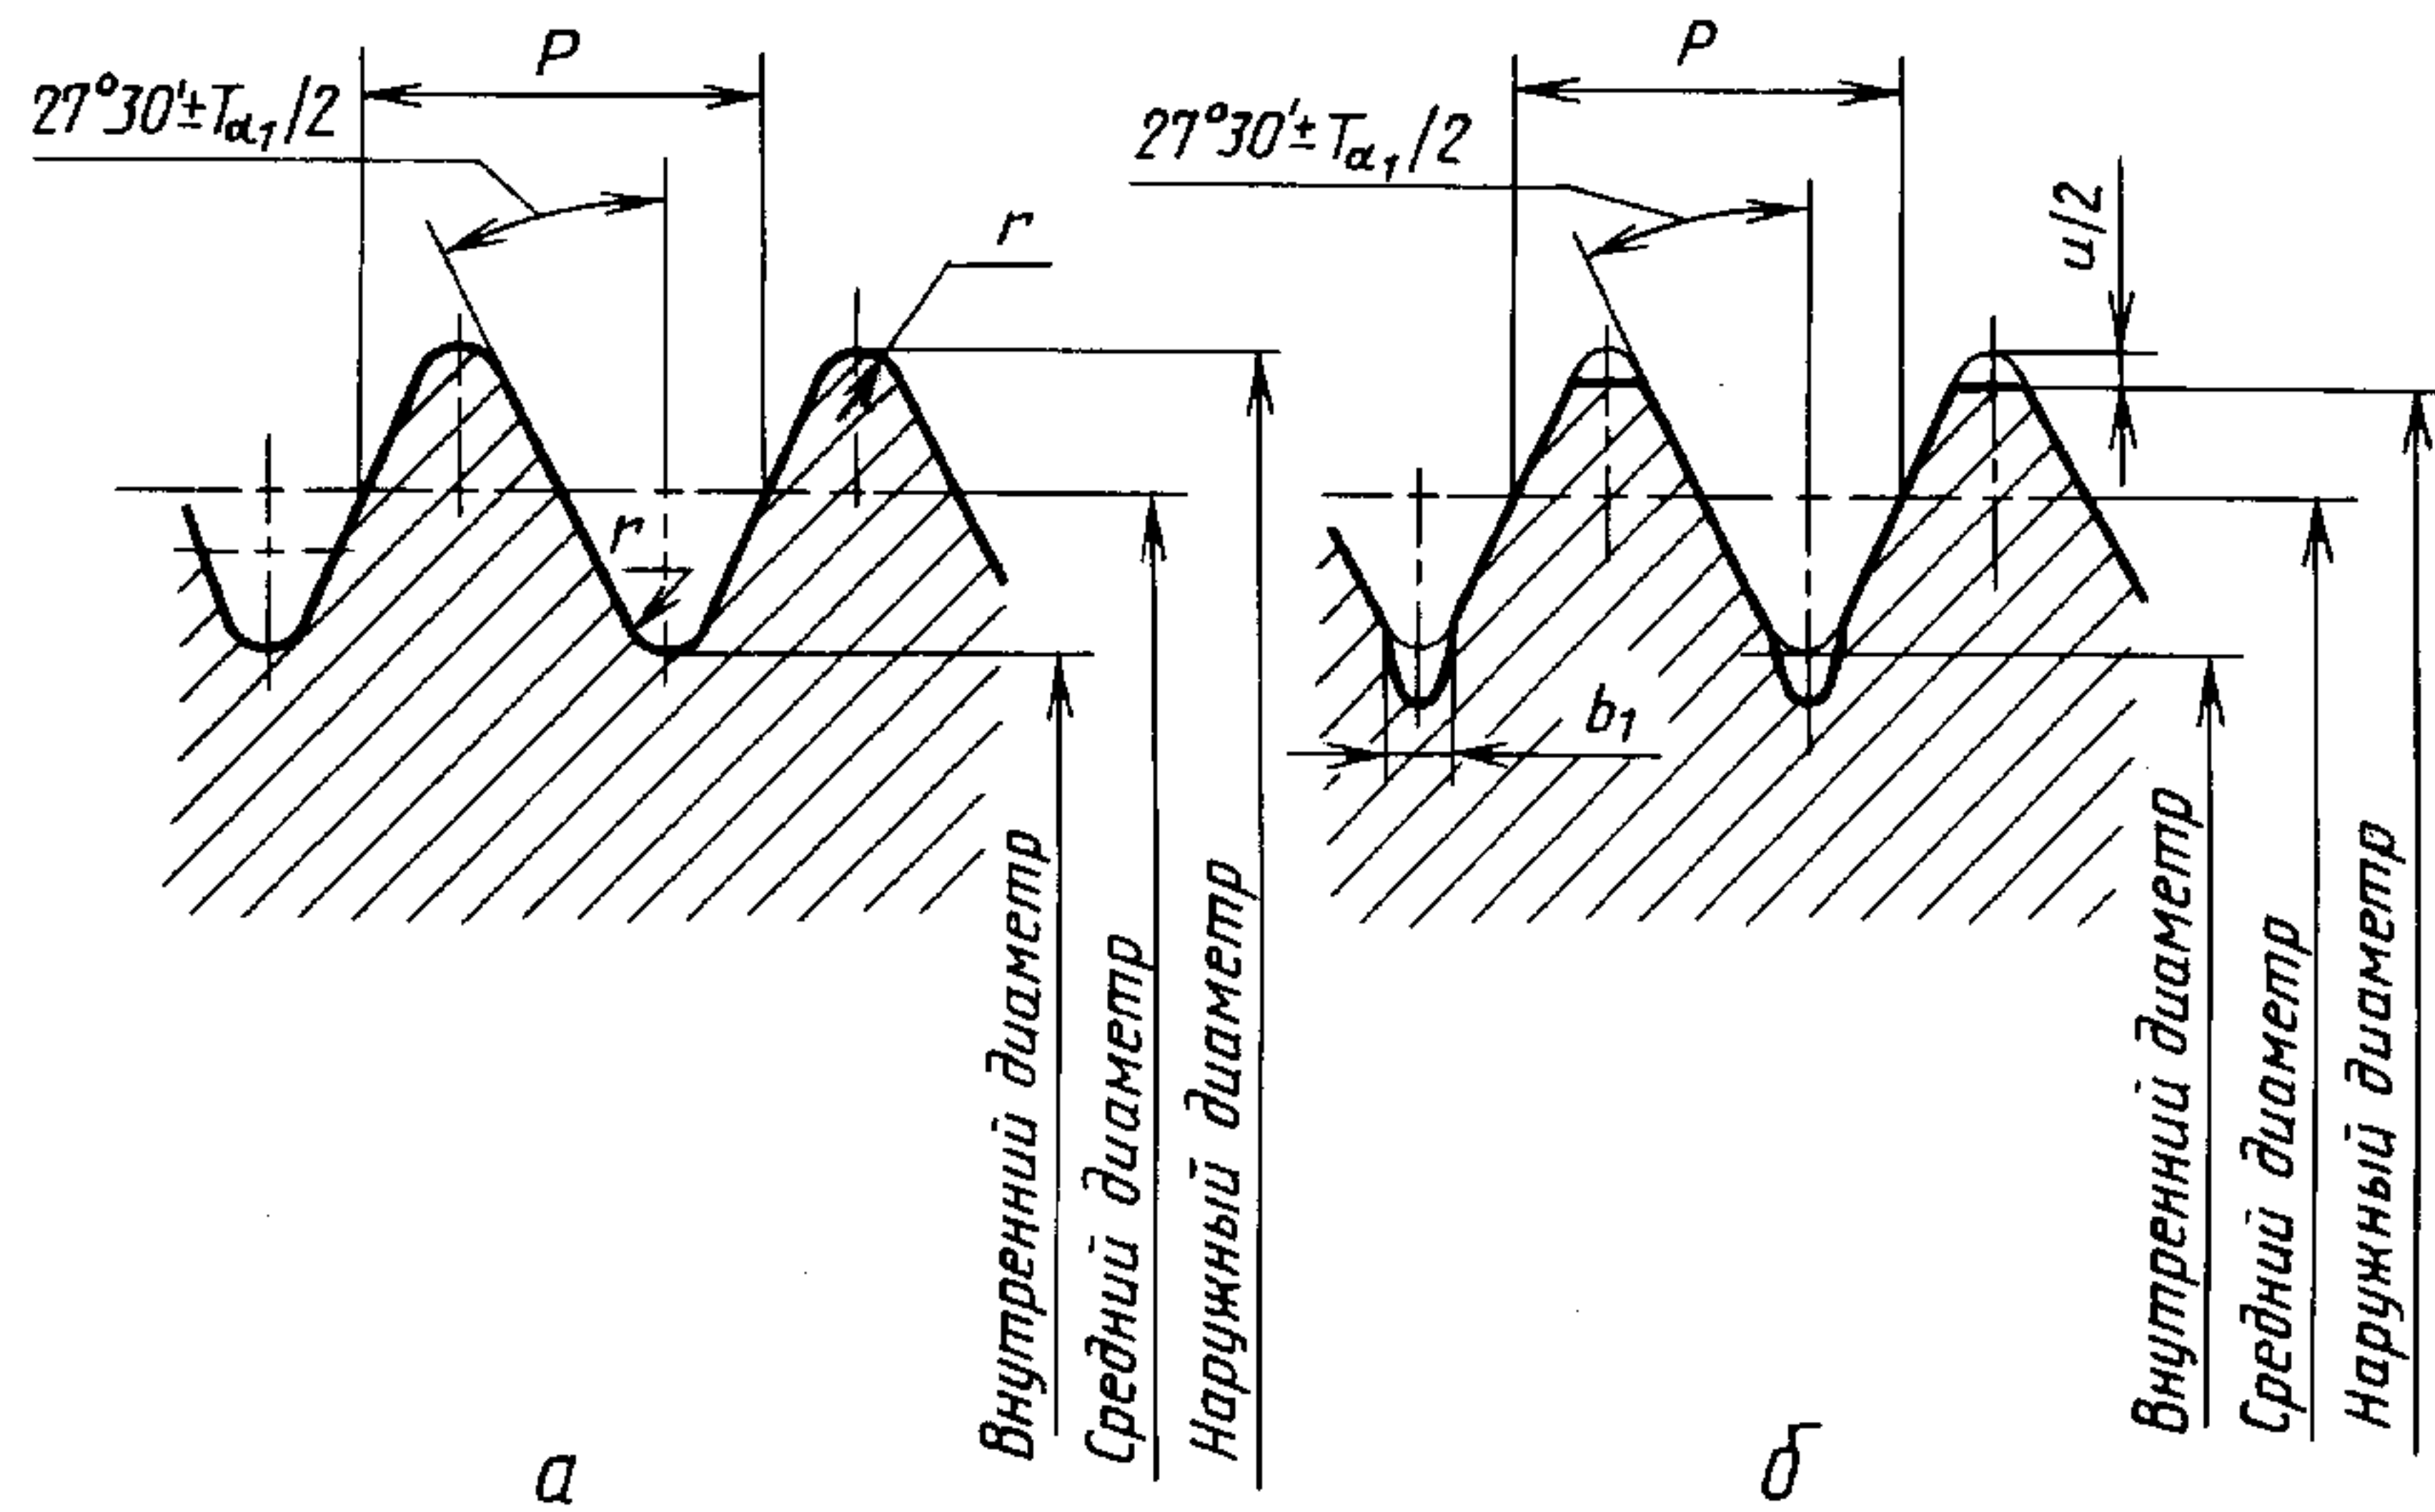 P
27°30'±Tα₁/2
r
r
Внутренний диаметр
Средний диаметр
Наружный диаметр
а
P
27°30'±Tα₁/2
u/2
b₁
Внутренний диаметр
Средний диаметр
Наружный диаметр
б